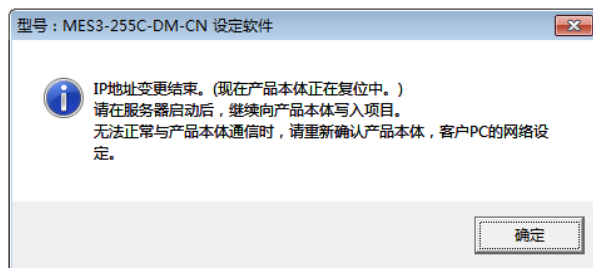 型号：MES3-255C-DM-CN 设定软件
IP地址变更结束。(现在产品本体正在复位中。)
请在服务器启动后，继续向产品本体写入项目。
无法正常与产品本体通信时，请重新确认产品本体，客户PC的网络设
定。
确定